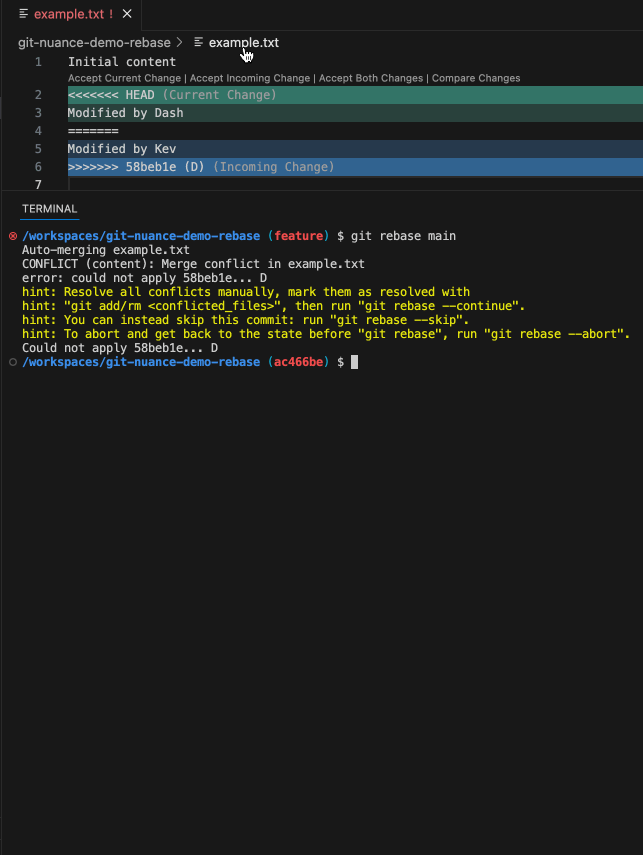 example.txt !
git-nuance-demo-rebase > example.txt
1 Initial content
Accept Current Change | Accept Incoming Change | Accept Both Changes | Compare Changes
2 <<<<<<< HEAD (Current Change)
3 Modified by Dash
4 =======
5 Modified by Kev
6 >>>>>>> 58beb1e (D) (Incoming Change)
7
TERMINAL
/workspaces/git-nuance-demo-rebase (feature) $ git rebase main
Auto-merging example.txt
CONFLICT (content): Merge conflict in example.txt
error: could not apply 58beb1e... D
hint: Resolve all conflicts manually, mark them as resolved with
hint: "git add/rm <conflicted_files>", then run "git rebase --continue".
hint: You can instead skip this commit: run "git rebase --skip".
hint: To abort and get back to the state before "git rebase", run "git rebase --abort".
Could not apply 58beb1e... D
/workspaces/git-nuance-demo-rebase (ac466be) $